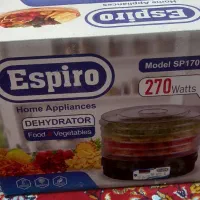 Espiro
Home Appliances
Espiro
Home Appliances
DEHYDRATOR
Food & Vegetables
Model SP170
270 Watts